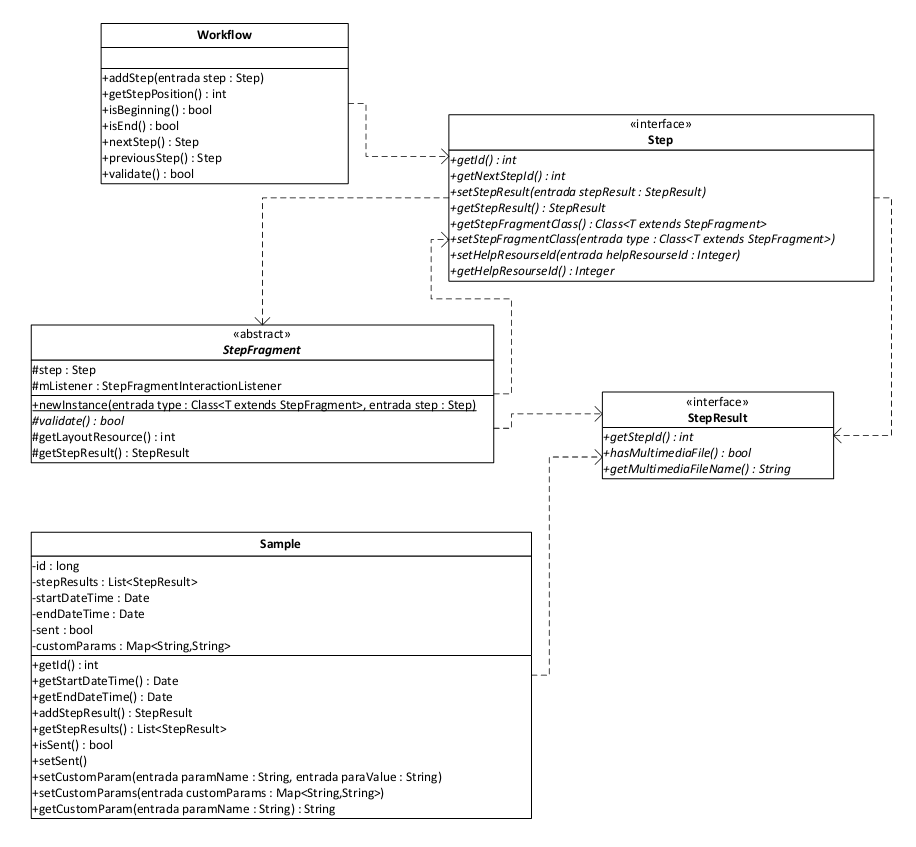 Workflow
+addStep(entrada step : Step)
+getStepPosition() : int
+isBeginning() : bool
+isEnd() : bool
+nextStep() : Step
+previousStep() : Step
+validate() : bool
«interface»
Step
+getId() : int
+getNextStepId() : int
+setStepResult(entrada stepResult : StepResult)
+getStepResult() : StepResult
+getStepFragmentClass() : Class<T extends StepFragment>
+setStepFragmentClass(entrada type : Class<T extends StepFragment>)
+setHelpResourseId(entrada helpResourseId : Integer)
+getHelpResourseId() : Integer
«abstract»
StepFragment
#step : Step
#mListener : StepFragmentInteractionListener
+newInstance(entrada type : Class<T extends StepFragment>, entrada step : Step)
#validate() : bool
#getLayoutResource() : int
#getStepResult() : StepResult
«interface»
StepResult
+getStepId() : int
+hasMultimediaFile() : bool
+getMultimediaFileName() : String
Sample
-id : long
-stepResults : List<StepResult>
-startDateTime : Date
-endDateTime : Date
-sent : bool
-customParams : Map<String,String>
+getId() : int
+getStartDateTime() : Date
+getEndDateTime() : Date
+addStepResult() : StepResult
+getStepResults() : List<StepResult>
+isSent() : bool
+setSent()
+setCustomParam(entrada paramName : String, entrada paraValue : String)
+setCustomParams(entrada customParams : Map<String,String>)
+getCustomParam(entrada paramName : String) : String